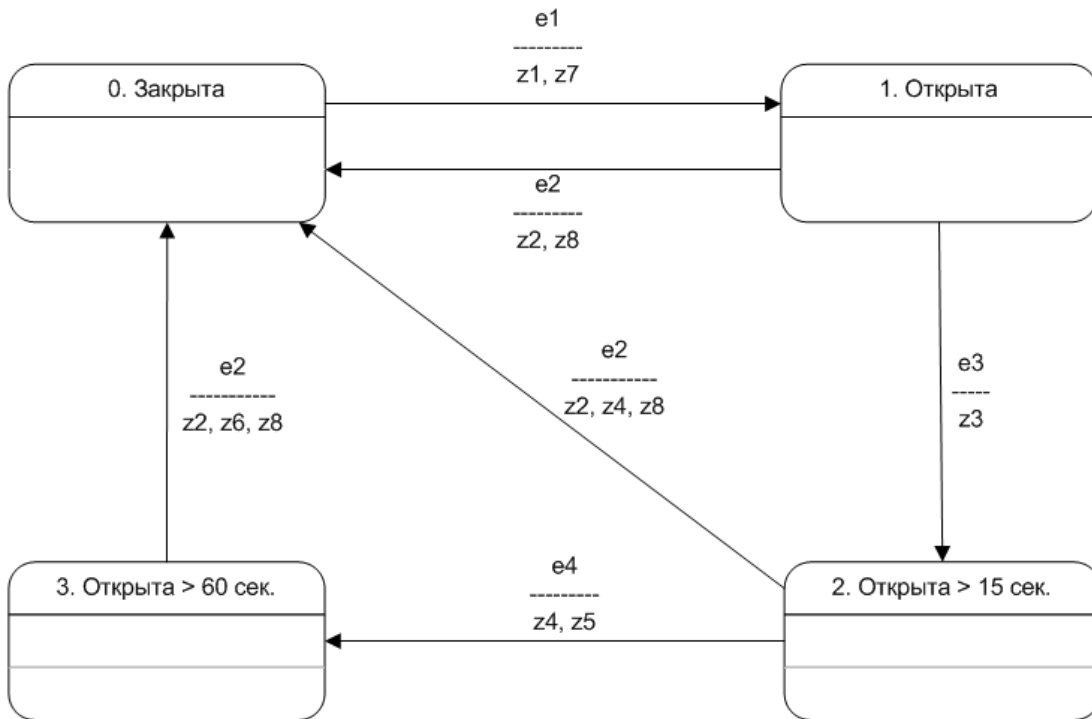 e1
---------
z1, z7
0. Закрыта
1. Открыта
e2
---------
z2, z8
e2
-----------
z2, z6, z8
e2
-----------
z2, z4, z8
e3
-----
z3
3. Открыта > 60 сек.
e4
---------
z4, z5
2. Открыта > 15 сек.